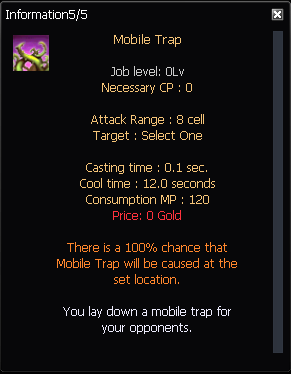 Information5/5
Mobile Trap
Job level: 0Lv
Necessary CP : 0
Attack Range : 8 cell
Target : Select One
Casting time : 0.1 sec.
Cool time : 12.0 seconds
Consumption MP : 120
Price: 0 Gold
There is a 100% chance that
Mobile Trap will be caused at the
set location.
You lay down a mobile trap for
your opponents.